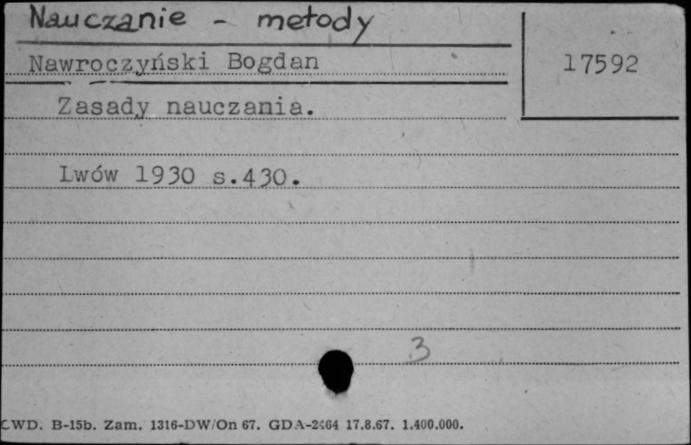 Nauczanie - metody
Nawroczyński Bogdan
17592
Zasady nauczania.
Lwów 1930 s.430.
3
CWD. B-15b. Zam. 1316-DW/On 67. GDA-2464 17.8.67. 1.400.000.